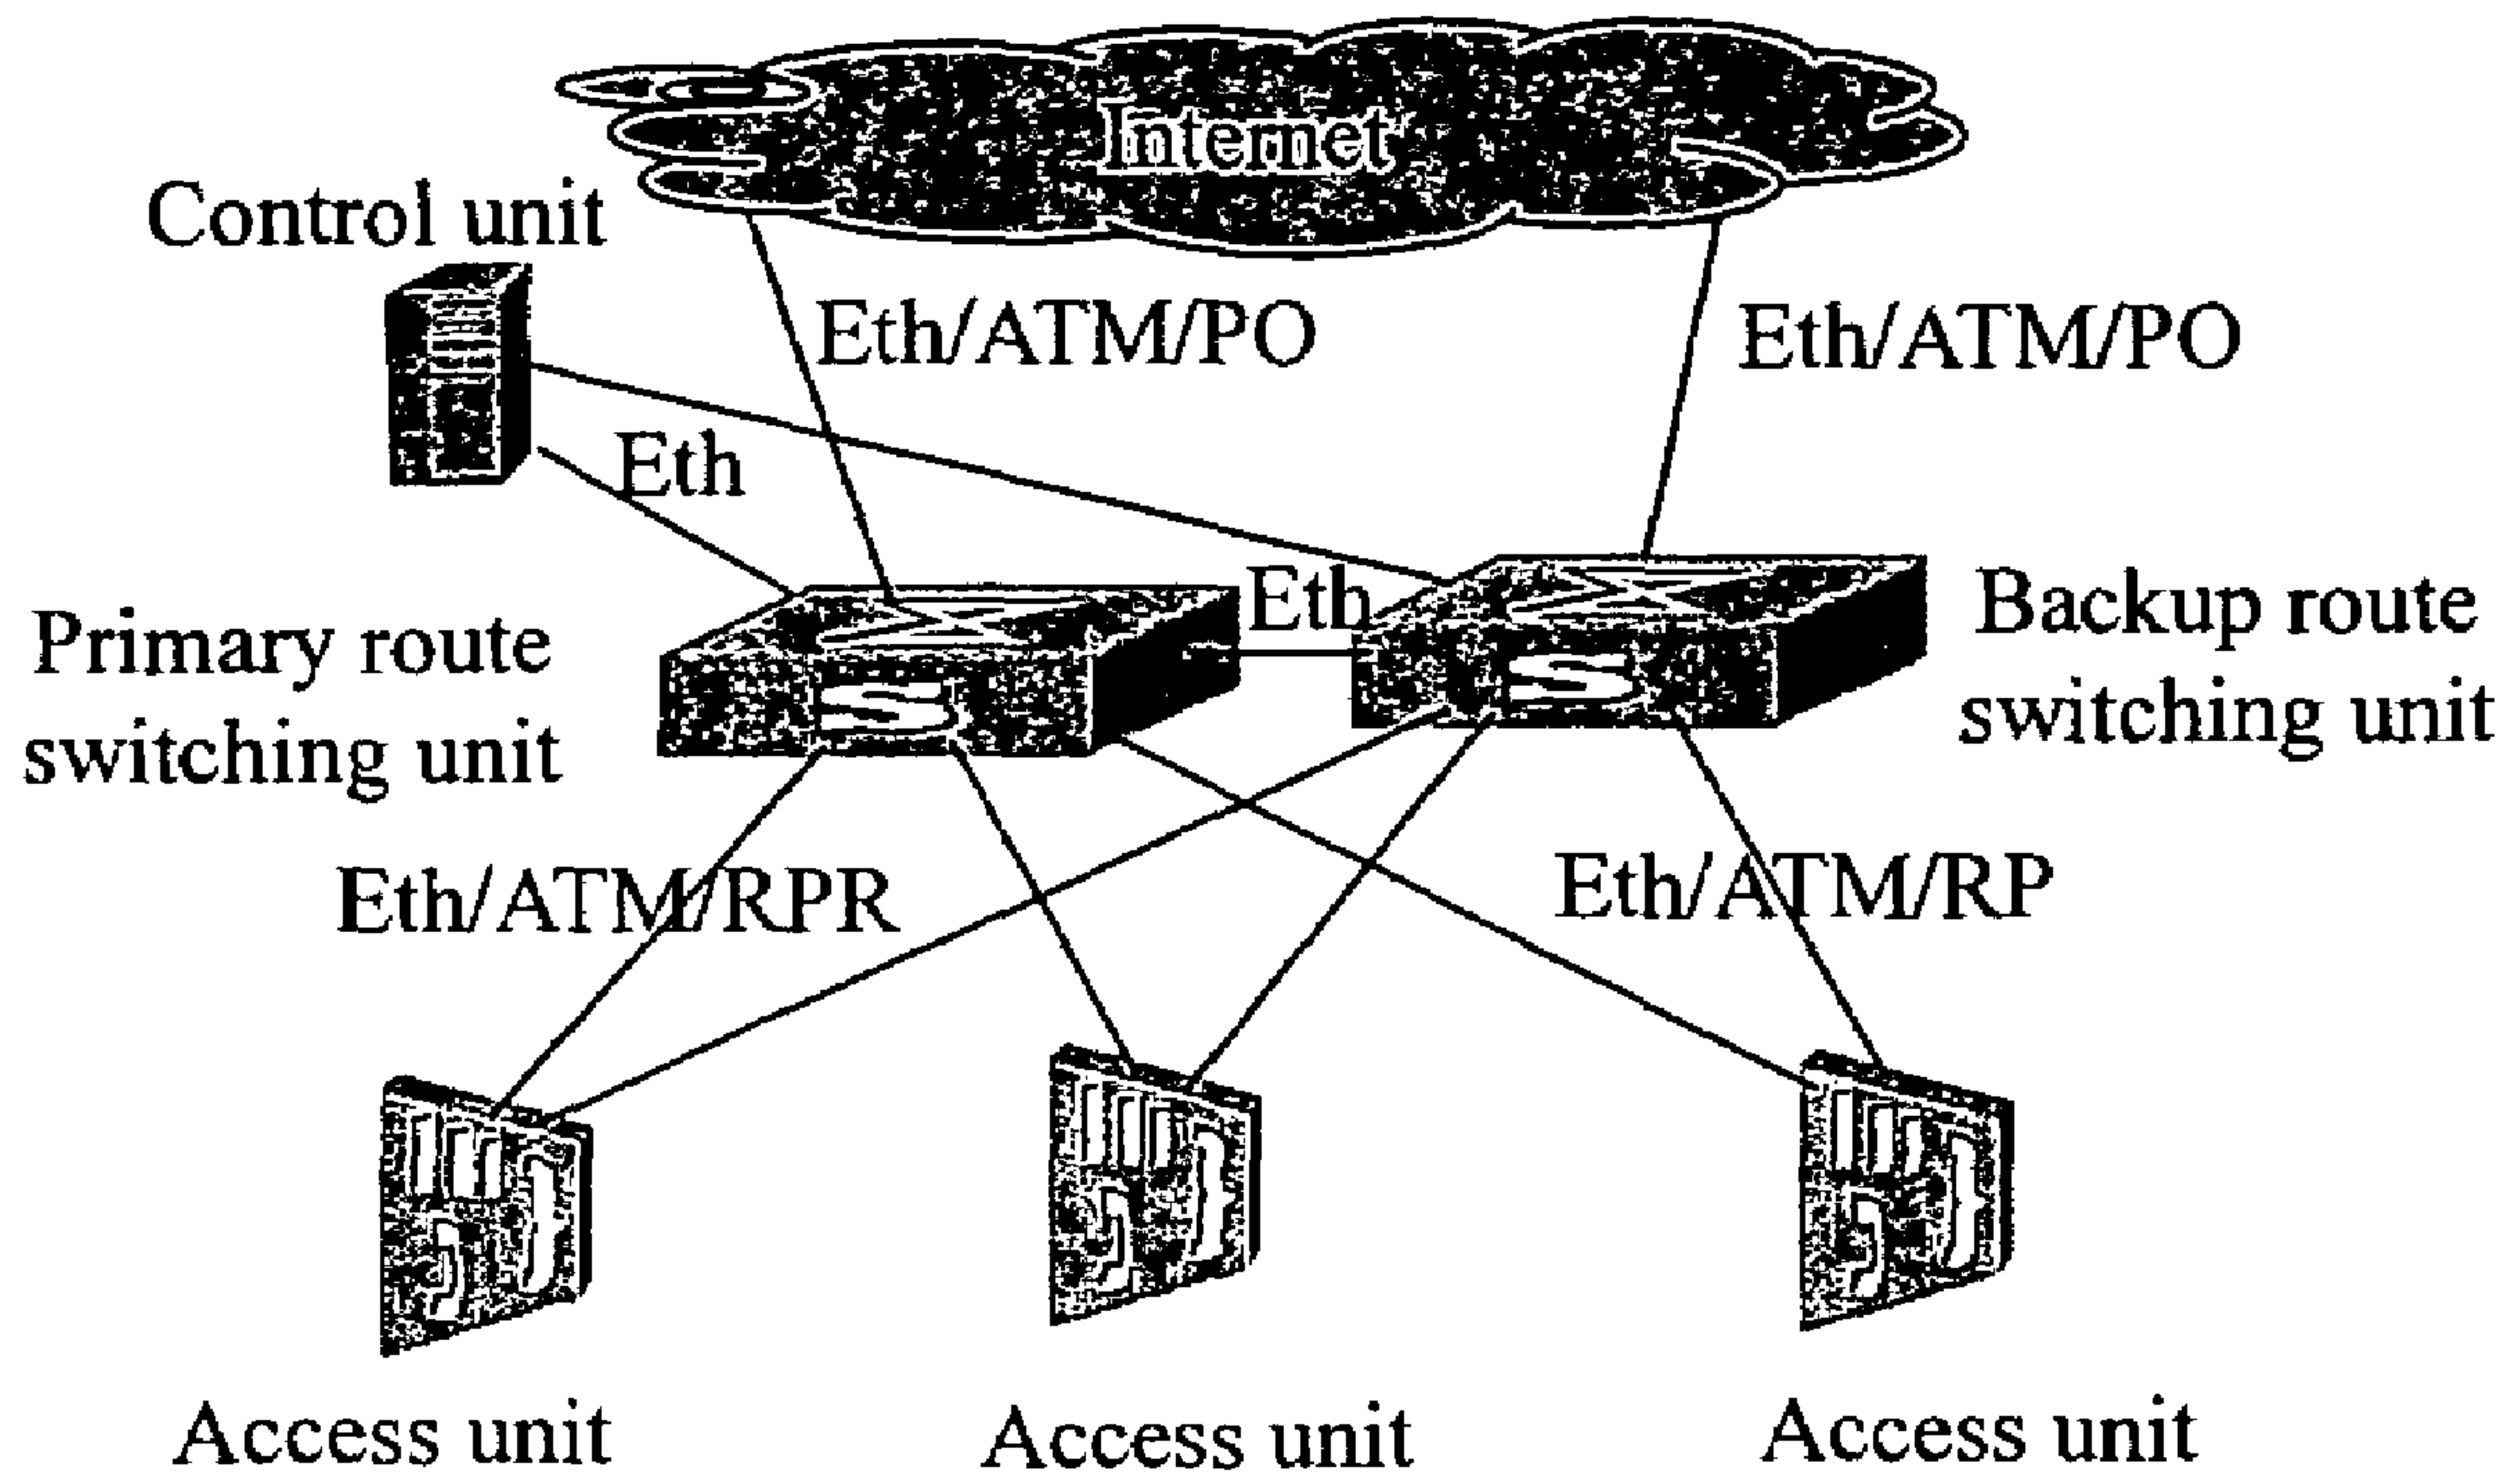 Internet
Control unit
Eth/ATM/PO
Eth/ATM/PO
Eth
Eth
Primary route
switching unit
Backup route
switching unit
Eth/ATM/RPR
Eth/ATM/RP
Access unit
Access unit
Access unit